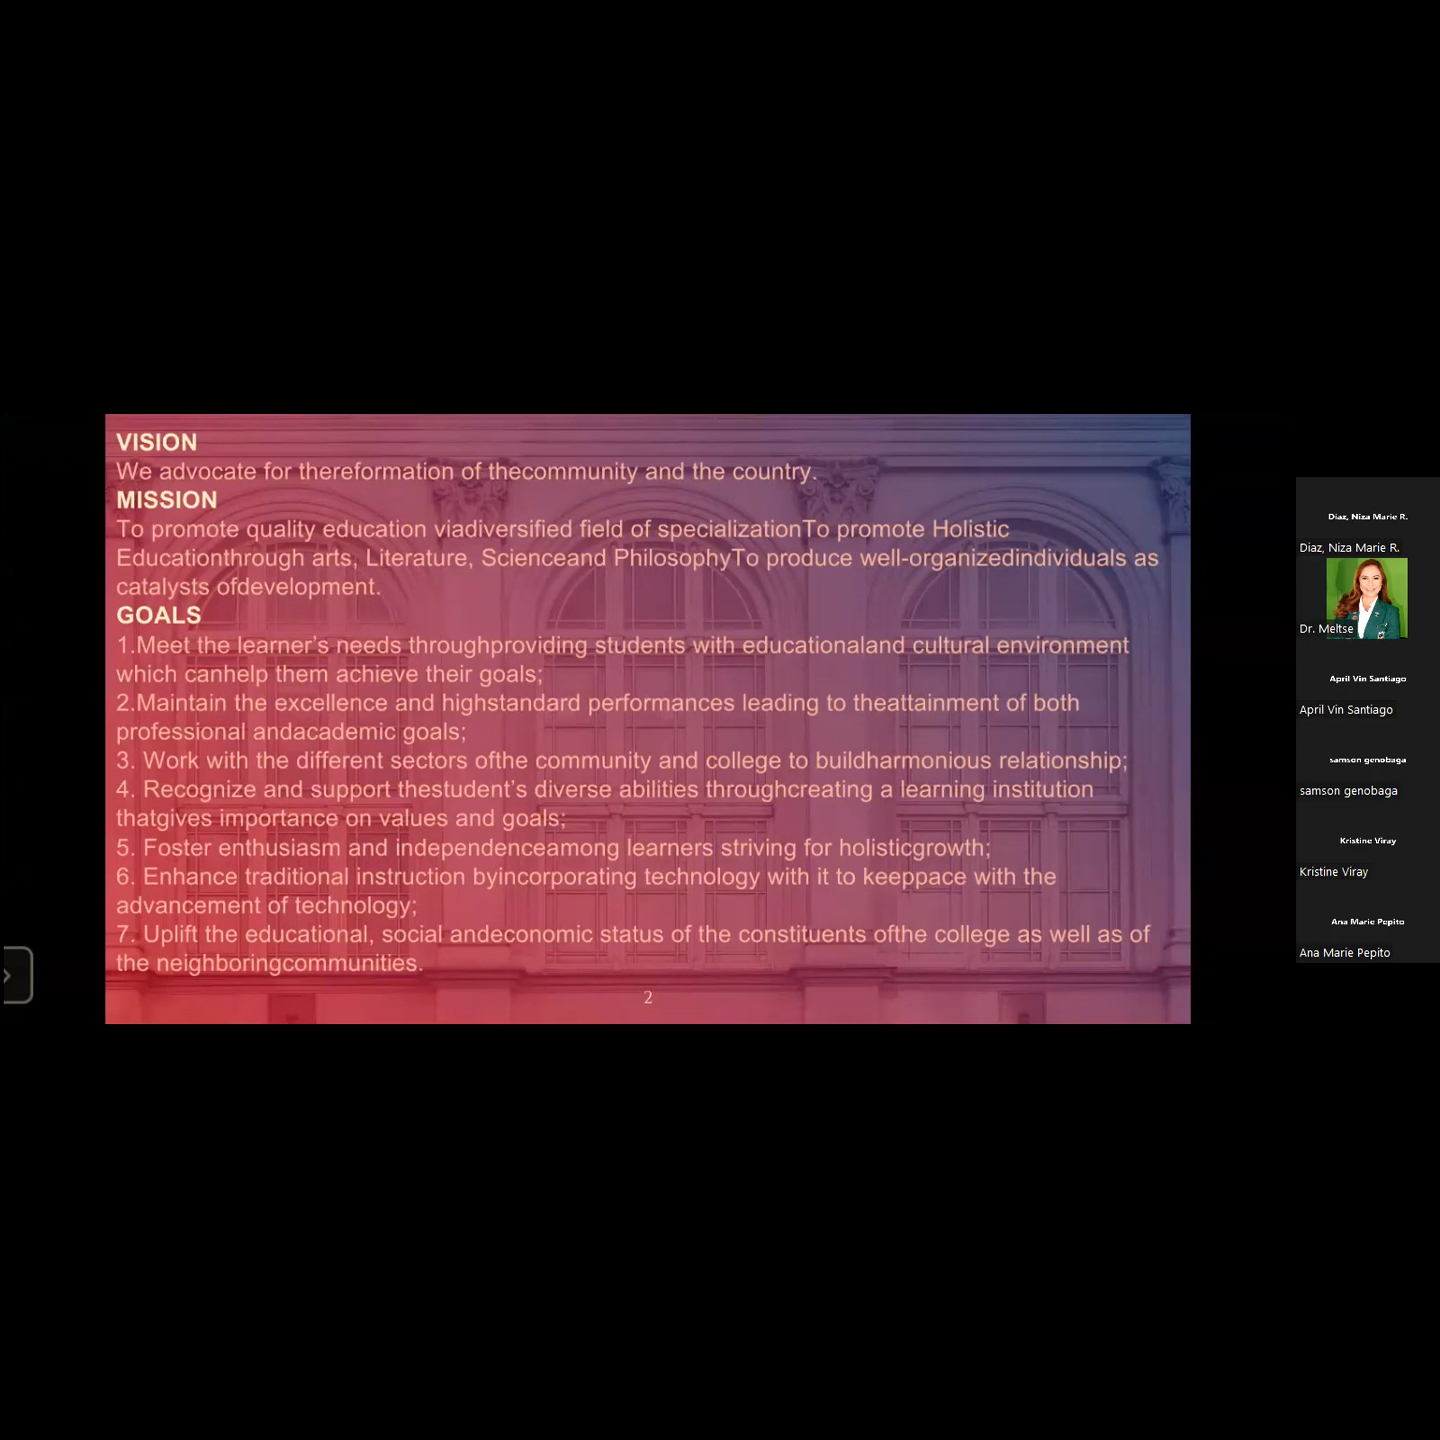 VISION
We advocate for thereformation of thecommunity and the country.
MISSION
To promote quality education viadiversified field of specializationTo promote Holistic
Educationthrough arts, Literature, Scienceand PhilosophyTo produce well-organizedindividuals as
catalysts ofdevelopment.
GOALS
1.Meet the learner’s needs throughproviding students with educationaland cultural environment
which canhelp them achieve their goals;
2.Maintain the excellence and highstandard performances leading to theattainment of both
professional andacademic goals;
3. Work with the different sectors ofthe community and college to buildharmonious relationship;
4. Recognize and support thestudent’s diverse abilities throughcreating a learning institution
thatgives importance on values and goals;
5. Foster enthusiasm and independenceamong learners striving for holisticgrowth;
6. Enhance traditional instruction byincorporating technology with it to keeppace with the
advancement of technology;
7. Uplift the educational, social andeconomic status of the constituents ofthe college as well as of
the neighboringcommunities.
2
Diaz, Niza Marie R.
Diaz, Niza Marie R.
Dr. Meltse
April Vin Santiago
April Vin Santiago
samson genobaga
samson genobaga
Kristine Viray
Kristine Viray
Ana Marie Pepito
Ana Marie Pepito